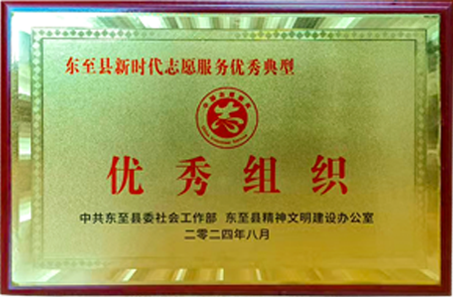 东至县新时代志愿服务优秀典型
优秀组织
中共东至县委社会工作部 东至县精神文明建设办公室
二零二四年八月